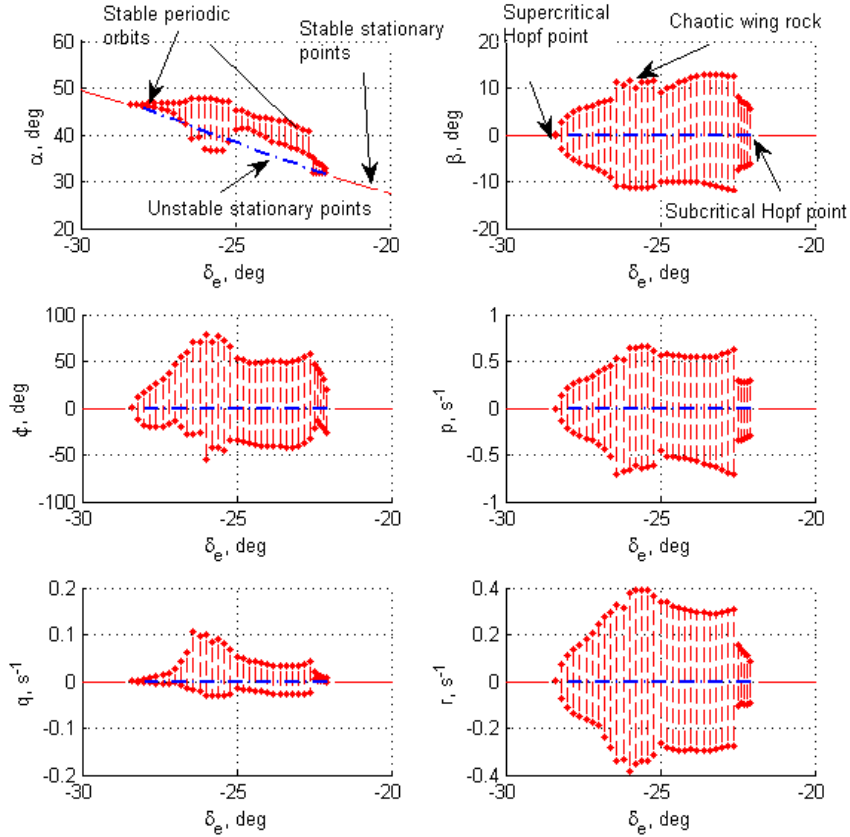 Stable periodic
orbits
Stable stationary
points
Supercritical
Hopf point
Chaotic wing rock
60
50
40
30
20
α, deg
Unstable stationary points
-30
-25
-20
δe, deg
20
10
0
-10
-20
β, deg
Subcritical Hopf point
-30
-25
-20
δe, deg
100
50
0
-50
-100
ϕ, deg
-30
-25
-20
δe, deg
1
0.5
0
-0.5
-1
p, s-1
-30
-25
-20
δe, deg
0.2
0.1
0
-0.1
-0.2
q, s-1
-30
-25
-20
δe, deg
0.4
0.2
0
-0.2
-0.4
r, s-1
-30
-25
-20
δe, deg